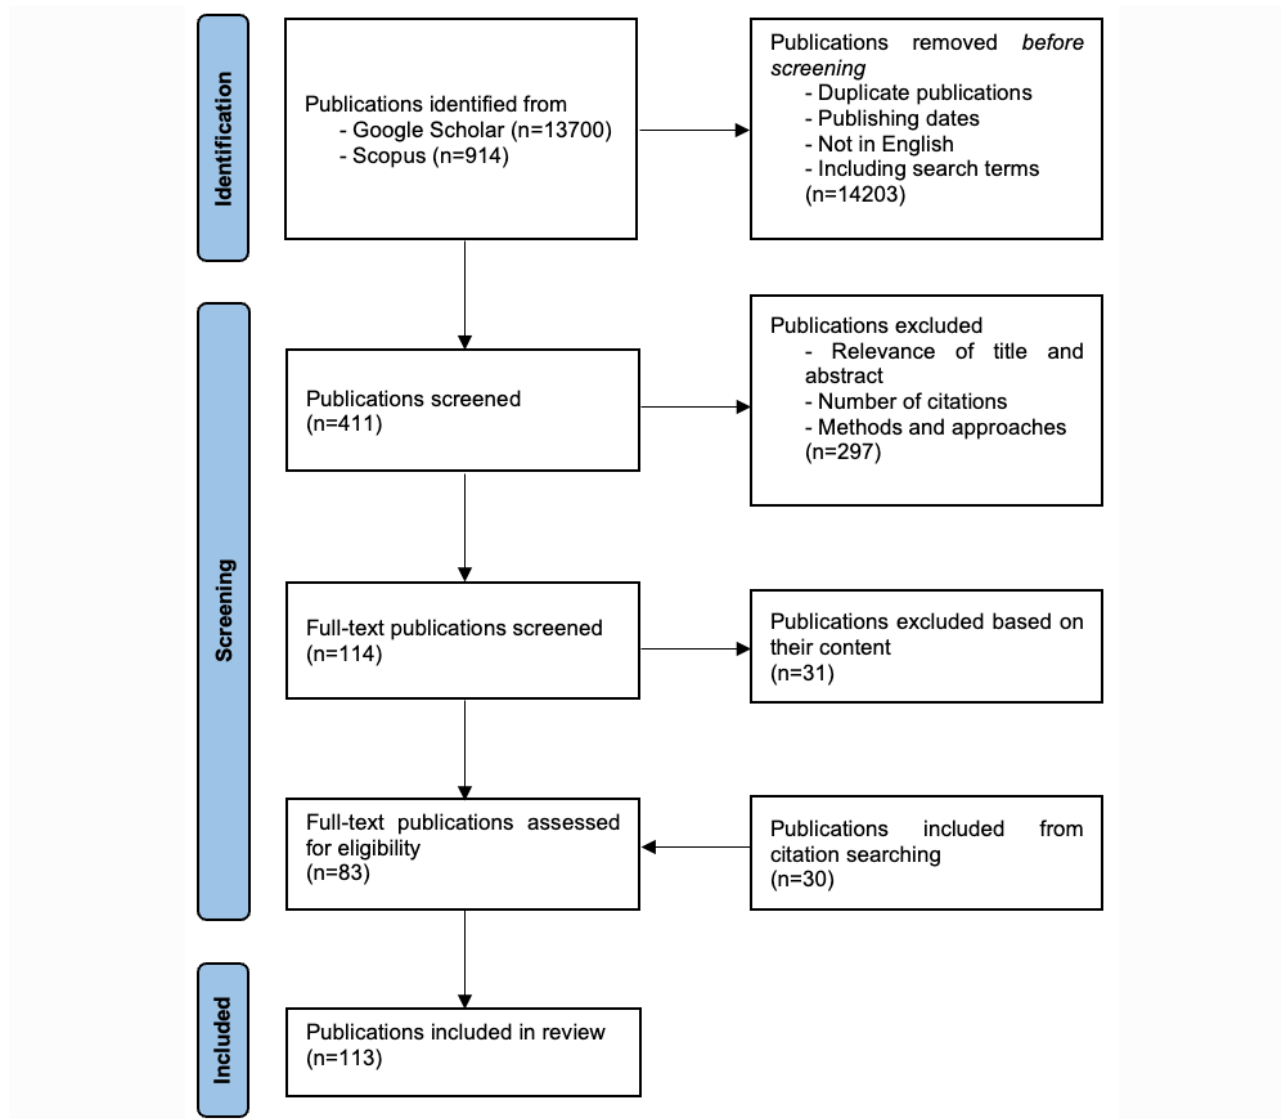 Identification
Publications identified from
- Google Scholar (n=13700)
- Scopus (n=914)
Publications removed before
screening
- Duplicate publications
- Publishing dates
- Not in English
- Including search terms
(n=14203)
Screening
Publications screened
(n=411)
Publications excluded
- Relevance of title and
abstract
- Number of citations
- Methods and approaches
(n=297)
Full-text publications screened
(n=114)
Publications excluded based on
their content
(n=31)
Full-text publications assessed
for eligibility
(n=83)
Publications included from
citation searching
(n=30)
Included
Publications included in review
(n=113)